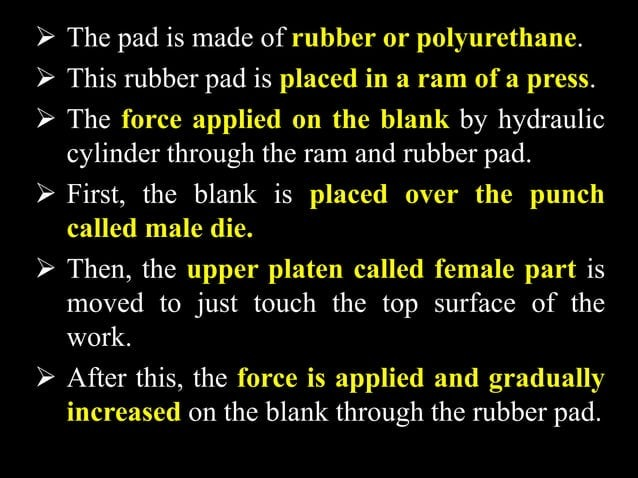 ➢ The pad is made of rubber or polyurethane.
➢ This rubber pad is placed in a ram of a press.
➢ The force applied on the blank by hydraulic
cylinder through the ram and rubber pad.
➢ First, the blank is placed over the punch
called male die.
➢ Then, the upper platen called female part is
moved to just touch the top surface of the
work.
➢ After this, the force is applied and gradually
increased on the blank through the rubber pad.